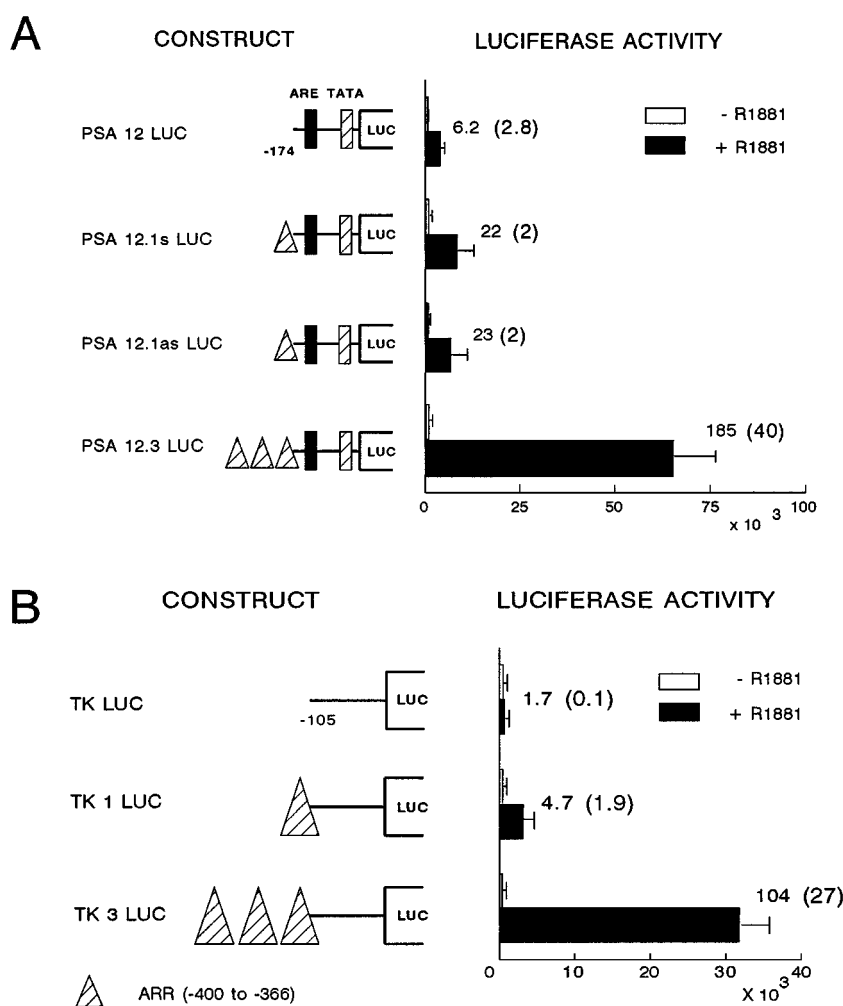 A
CONSTRUCT
LUCIFERASE ACTIVITY
ARE TATA
- R1881
+ R1881
PSA 12 LUC
-174
LUC
6.2 (2.8)
PSA 12.1s LUC
LUC
22 (2)
PSA 12.1as LUC
LUC
23 (2)
PSA 12.3 LUC
LUC
185 (40)
0 25 50 75 100
x 10 3
B
CONSTRUCT
LUCIFERASE ACTIVITY
TK LUC
-105
LUC
1.7 (0.1)
- R1881
+ R1881
TK 1 LUC
LUC
4.7 (1.9)
TK 3 LUC
LUC
104 (27)
0 10 20 30 40
X 10 3
ARR (-400 to -366)